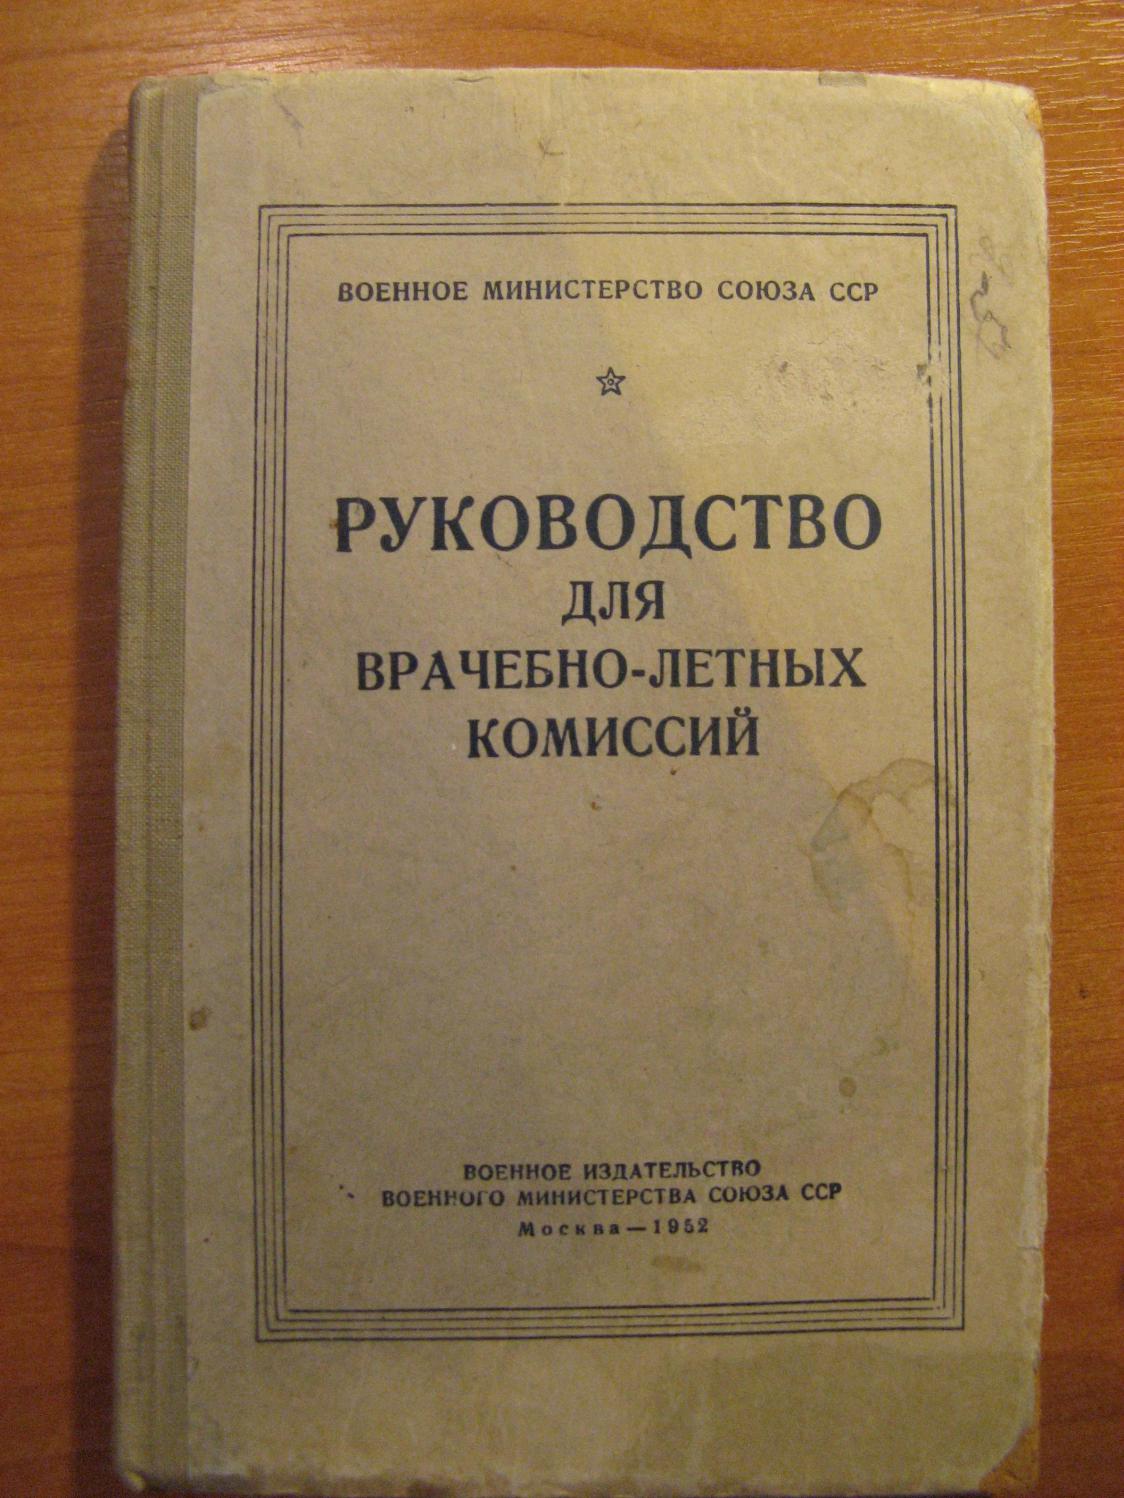 ВОЕННОЕ МИНИСТЕРСТВО СОЮЗА ССР
РУКОВОДСТВО
ДЛЯ
ВРАЧЕБНО-ЛЕТНЫХ
КОМИССИЙ
ВОЕННОЕ ИЗДАТЕЛЬСТВО
ВОЕННОГО МИНИСТЕРСТВА СОЮЗА ССР
Москва — 1952